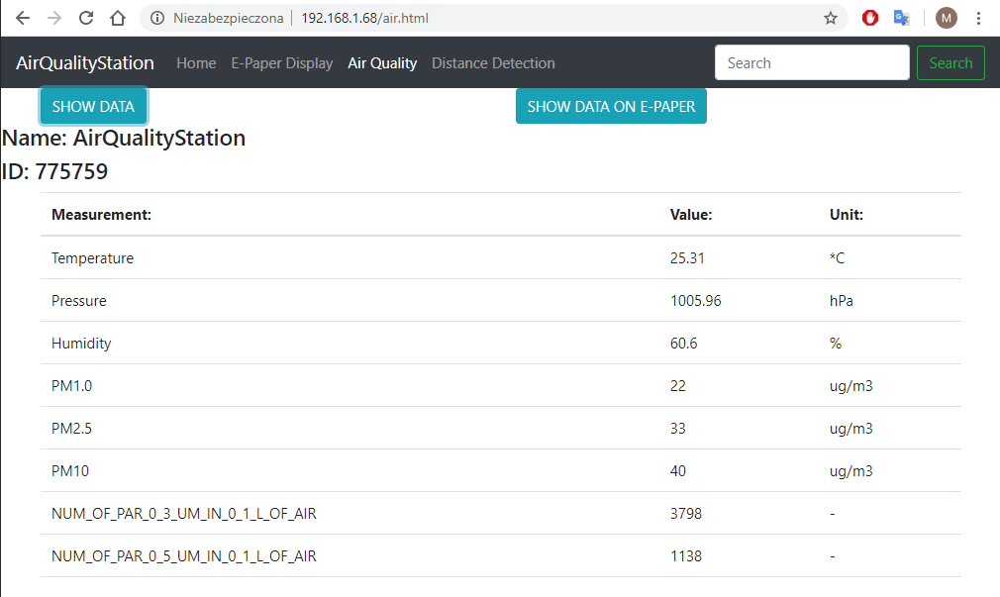 Niezabezpieczona 192.168.1.68/air.html M
AirQualityStation Home E-Paper Display Air Quality Distance Detection Search Search
SHOW DATA SHOW DATA ON E-PAPER
Name: AirQualityStation
ID: 775759
Measurement: Value: Unit:
Temperature 25.31 *C
Pressure 1005.96 hPa
Humidity 60.6 %
PM1.0 22 ug/m3
PM2.5 33 ug/m3
PM10 40 ug/m3
NUM_OF_PAR_0_3_UM_IN_0_1_L_OF_AIR 3798 -
NUM_OF_PAR_0_5_UM_IN_0_1_L_OF_AIR 1138 -